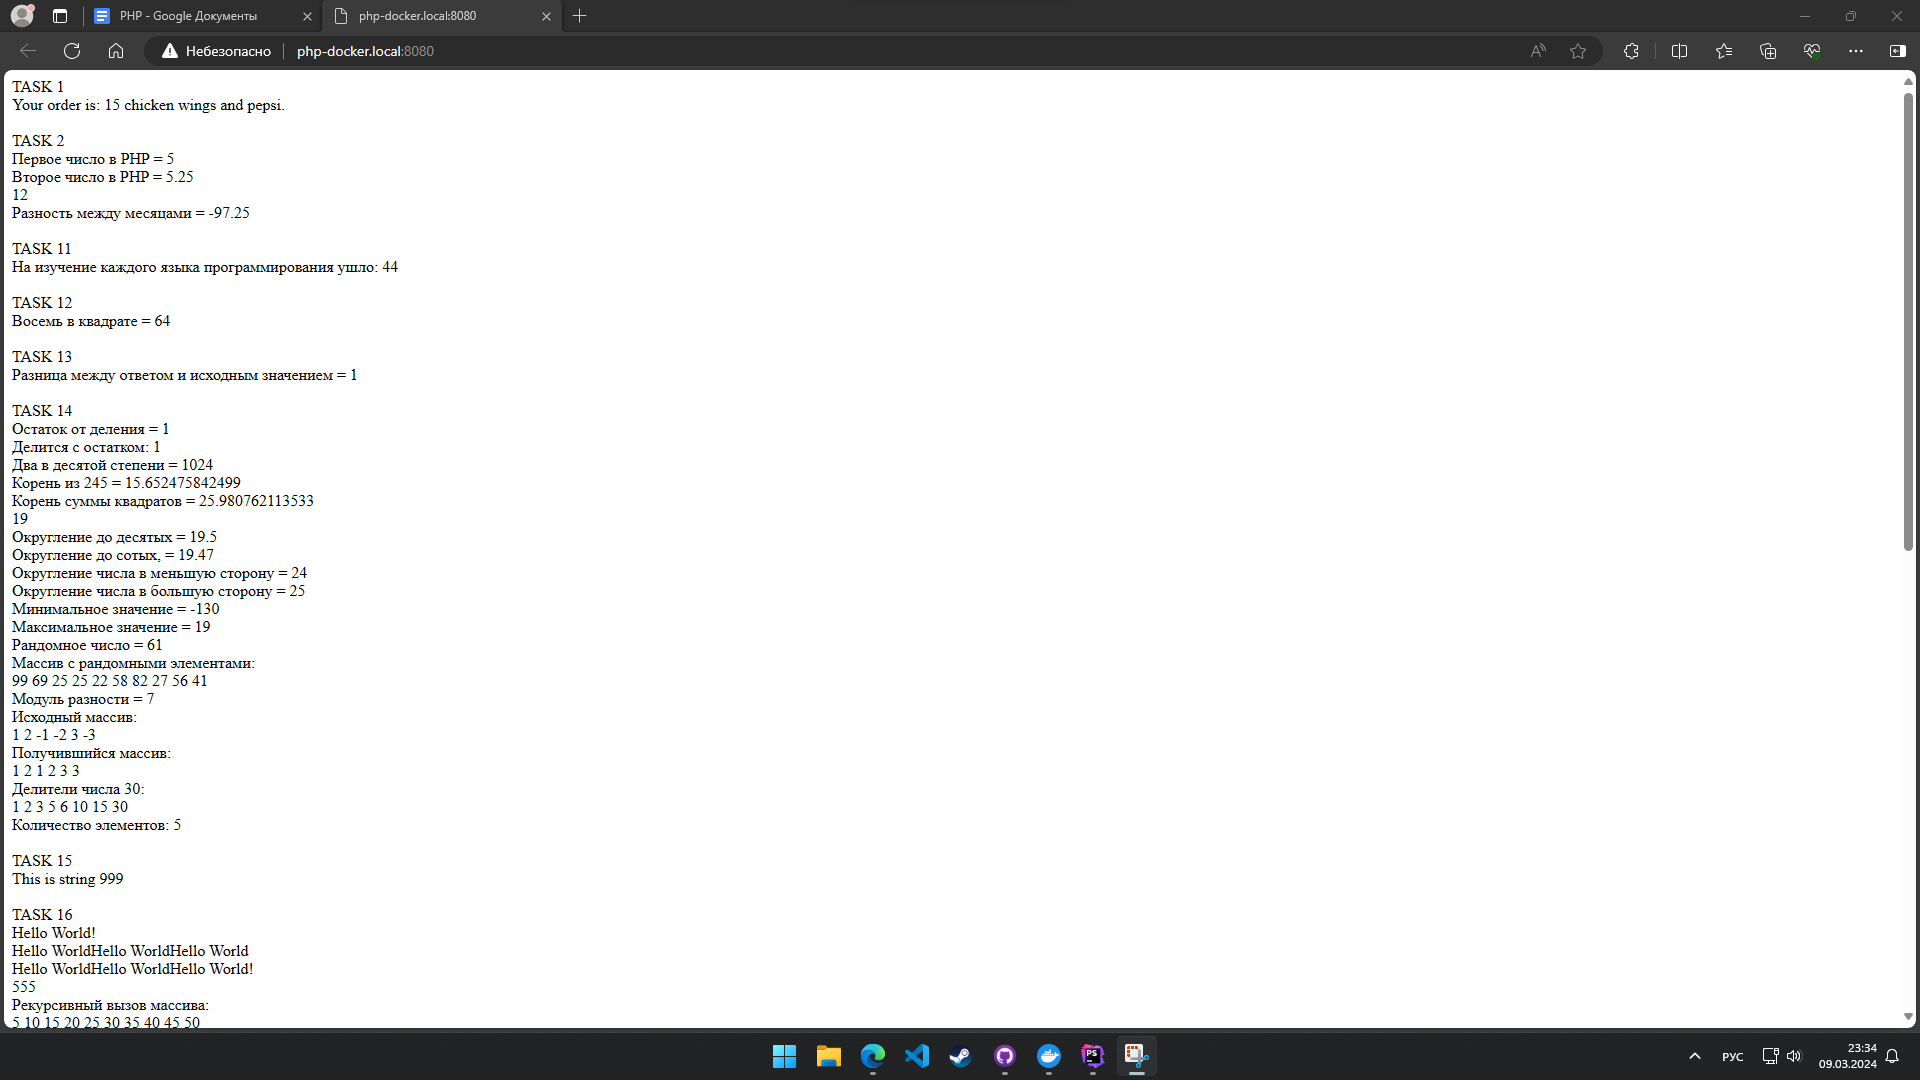 PHP - Google Документы
php-docker.local:8080
Небезопасно
php-docker.local:8080
TASK 1
Your order is: 15 chicken wings and pepsi.
TASK 2
Первое число в PHP = 5
Второе число в PHP = 5.25
12
Разность между месяцами = -97.25
TASK 11
На изучение каждого языка программирования ушло: 44
TASK 12
Восемь в квадрате = 64
TASK 13
Разница между ответом и исходным значением = 1
TASK 14
Остаток от деления = 1
Делится с остатком: 1
Два в десятой степени = 1024
Корень из 245 = 15.652475842499
Корень суммы квадратов = 25.980762113533
19
Округление до десятых = 19.5
Округление до сотых, = 19.47
Округление числа в меньшую сторону = 24
Округление числа в большую сторону = 25
Минимальное значение = -130
Максимальное значение = 19
Рандомное число = 61
Массив с рандомными элементами:
99 69 25 25 22 58 82 27 56 41
Модуль разности = 7
Исходный массив:
1 2 -1 -2 3 -3
Получившийся массив:
1 2 1 2 3 3
Делители числа 30:
1 2 3 5 6 10 15 30
Количество элементов: 5
TASK 15
This is string 999
TASK 16
Hello World!
Hello WorldHello WorldHello World
Hello WorldHello WorldHello World!
555
Рекурсивный вызов массива:
5 10 15 20 25 30 35 40 45 50
PS
РУС
23:34
09.03.2024